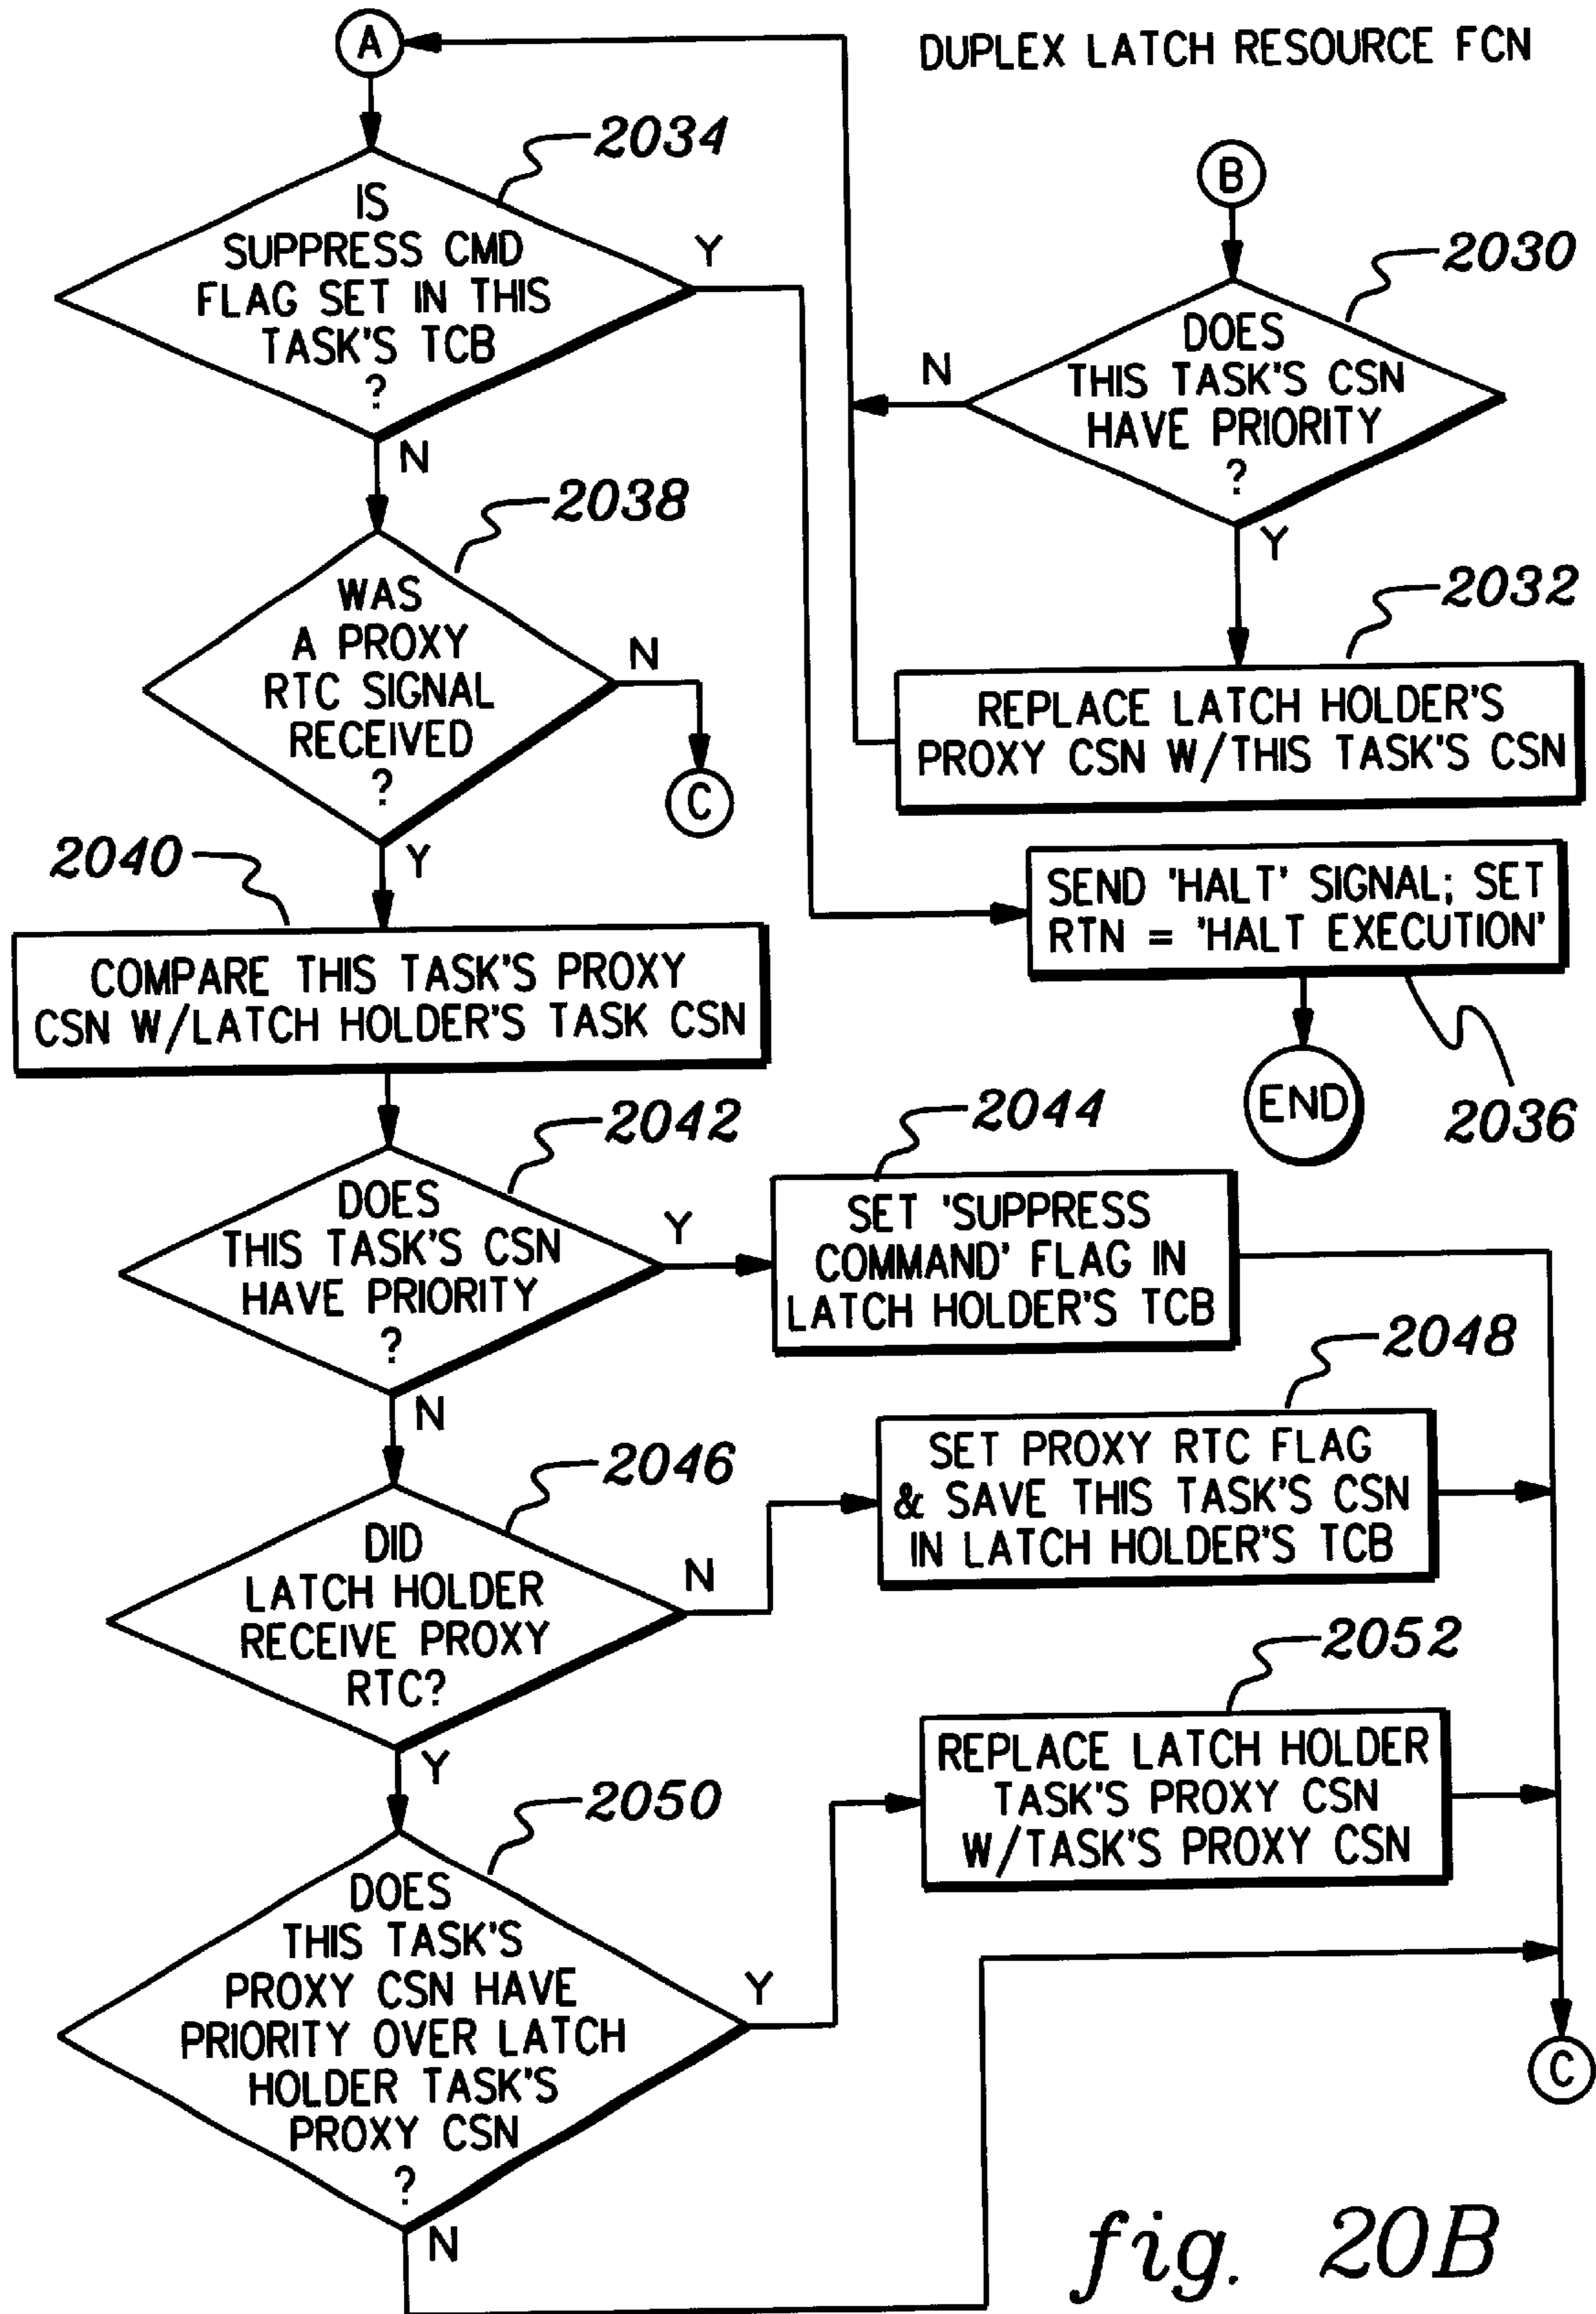 DUPLEX LATCH RESOURCE FCN
A
2034
IS
SUPPRESS CMD
FLAG SET IN THIS
TASK'S TCB
?
Y
N
B
2030
DOES
THIS TASK'S CSN
HAVE PRIORITY
?
N
Y
2032
REPLACE LATCH HOLDER'S
PROXY CSN W/THIS TASK'S CSN
2038
WAS
A PROXY
RTC SIGNAL
RECEIVED
?
N
C
Y
SEND 'HALT' SIGNAL; SET
RTN = 'HALT EXECUTION'
2036
END
2040
COMPARE THIS TASK'S PROXY
CSN W/LATCH HOLDER'S TASK CSN
2042
DOES
THIS TASK'S CSN
HAVE PRIORITY
?
Y
N
2044
SET 'SUPPRESS
COMMAND' FLAG IN
LATCH HOLDER'S TCB
2046
DID
LATCH HOLDER
RECEIVE PROXY
RTC?
N
Y
2048
SET PROXY RTC FLAG
& SAVE THIS TASK'S CSN
IN LATCH HOLDER'S TCB
2050
DOES
THIS TASK'S
PROXY CSN HAVE
PRIORITY OVER LATCH
HOLDER TASK'S
PROXY CSN
?
Y
N
2052
REPLACE LATCH HOLDER
TASK'S PROXY CSN
W/TASK'S PROXY CSN
C
fig. 20B